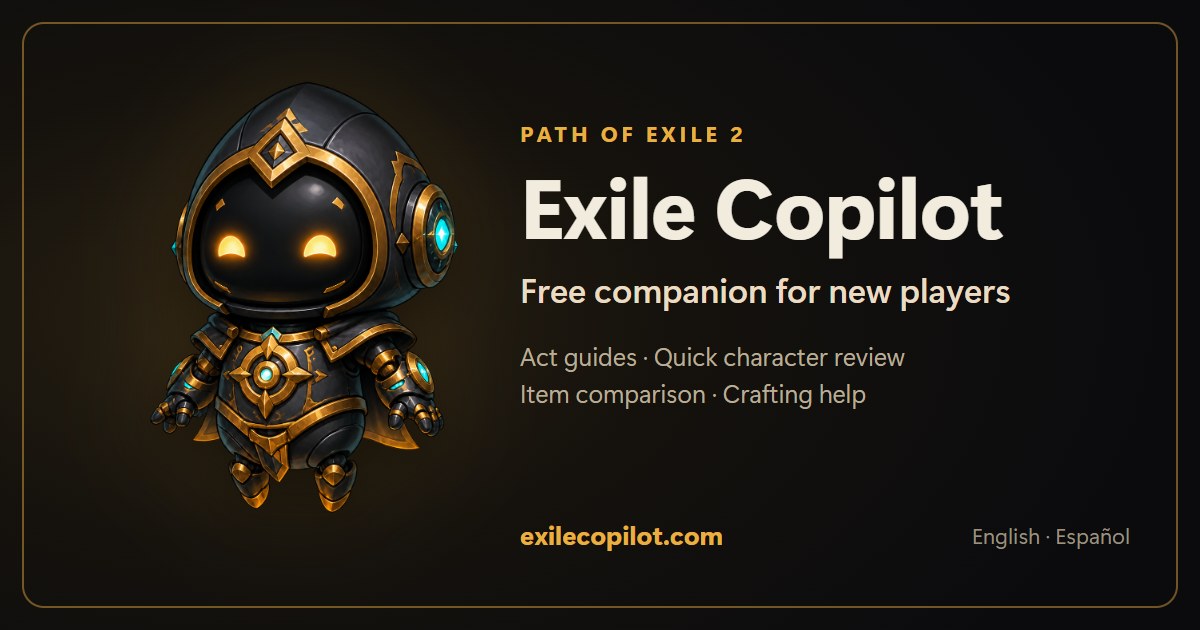 PATH OF EXILE 2
Exile Copilot
Free companion for new players
Act guides · Quick character review
Item comparison · Crafting help
exilecopilot.com
English · Español